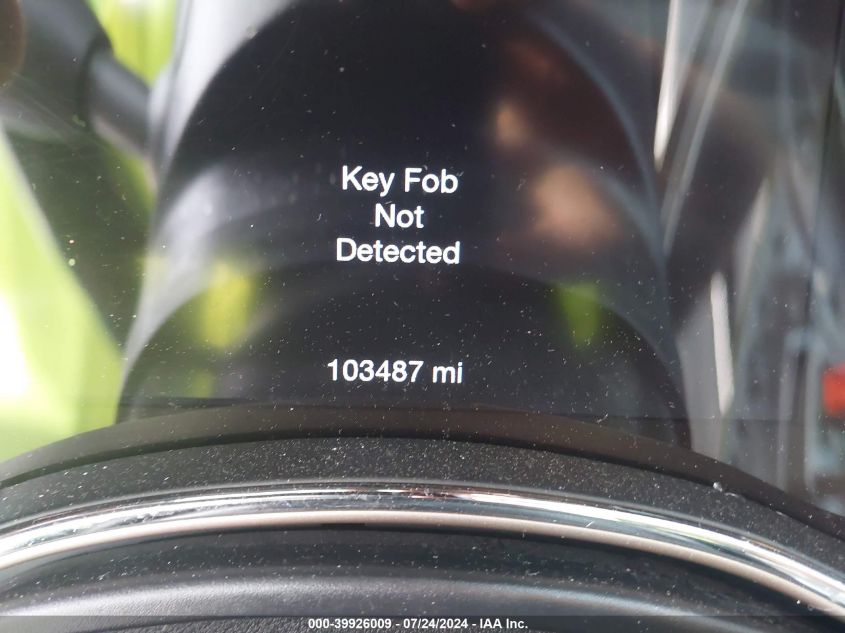 Key Fob
Not
Detected
103487 mi
000-39926009 - 07/24/2024 - IAA Inc.